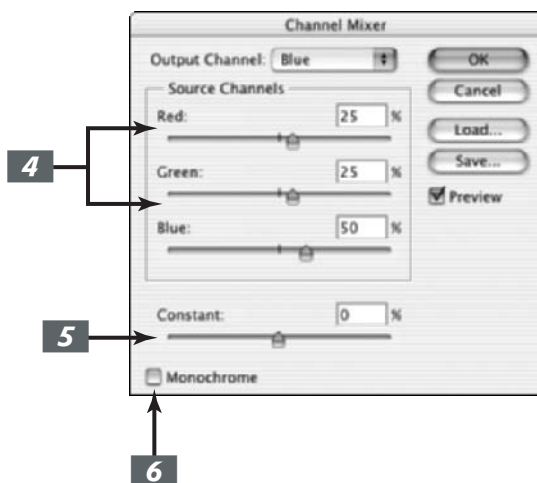 Channel Mixer
Output Channel: Blue
OK
Source Channels
Cancel
Red: 25 %
Load...
4
Green: 25 %
Save...
Preview
Blue: 50 %
Constant: 0 %
5
Monochrome
6